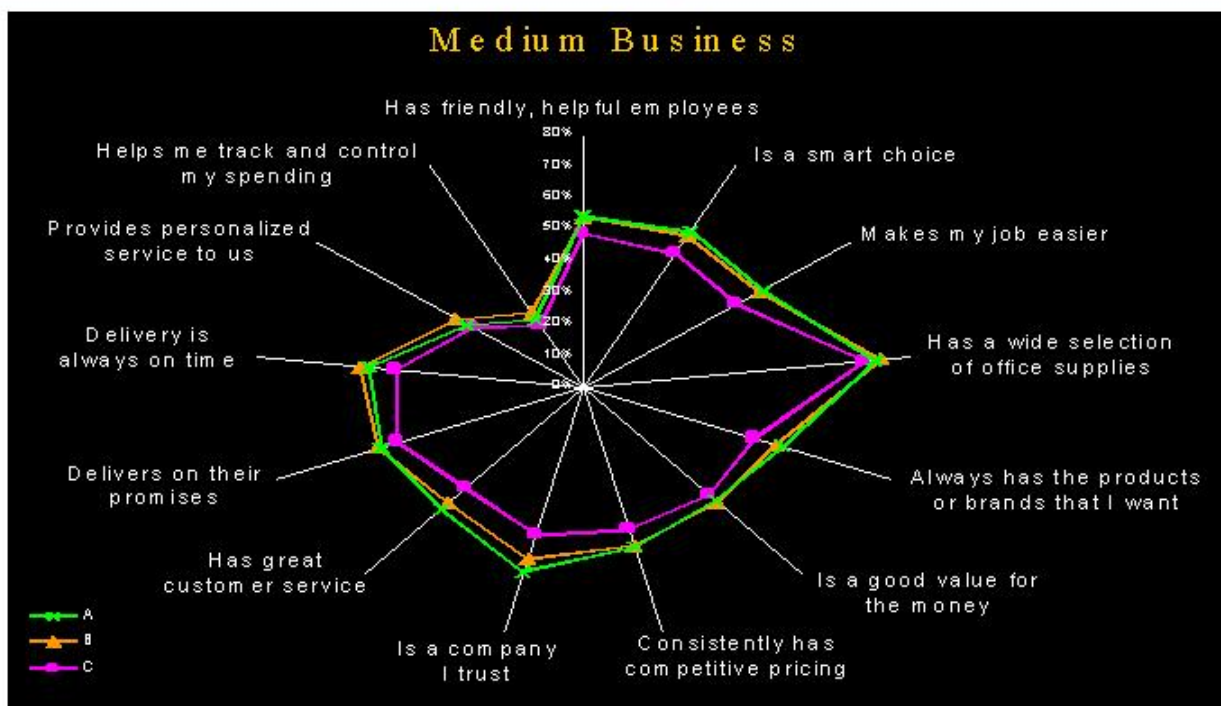 Medium Business
Has friendly, helpful employees
Helps me track and control
my spending
Is a smart choice
Provides personalized
service to us
Makes my job easier
Delivery is
always on time
Has a wide selection
of office supplies
Delivers on their
promises
Always has the products
or brands that I want
Has great
customer service
Is a good value for
the money
Is a company
I trust
Consistently has
competitive pricing
80%
70%
60%
50%
40%
30%
20%
10%
0%
A
B
C